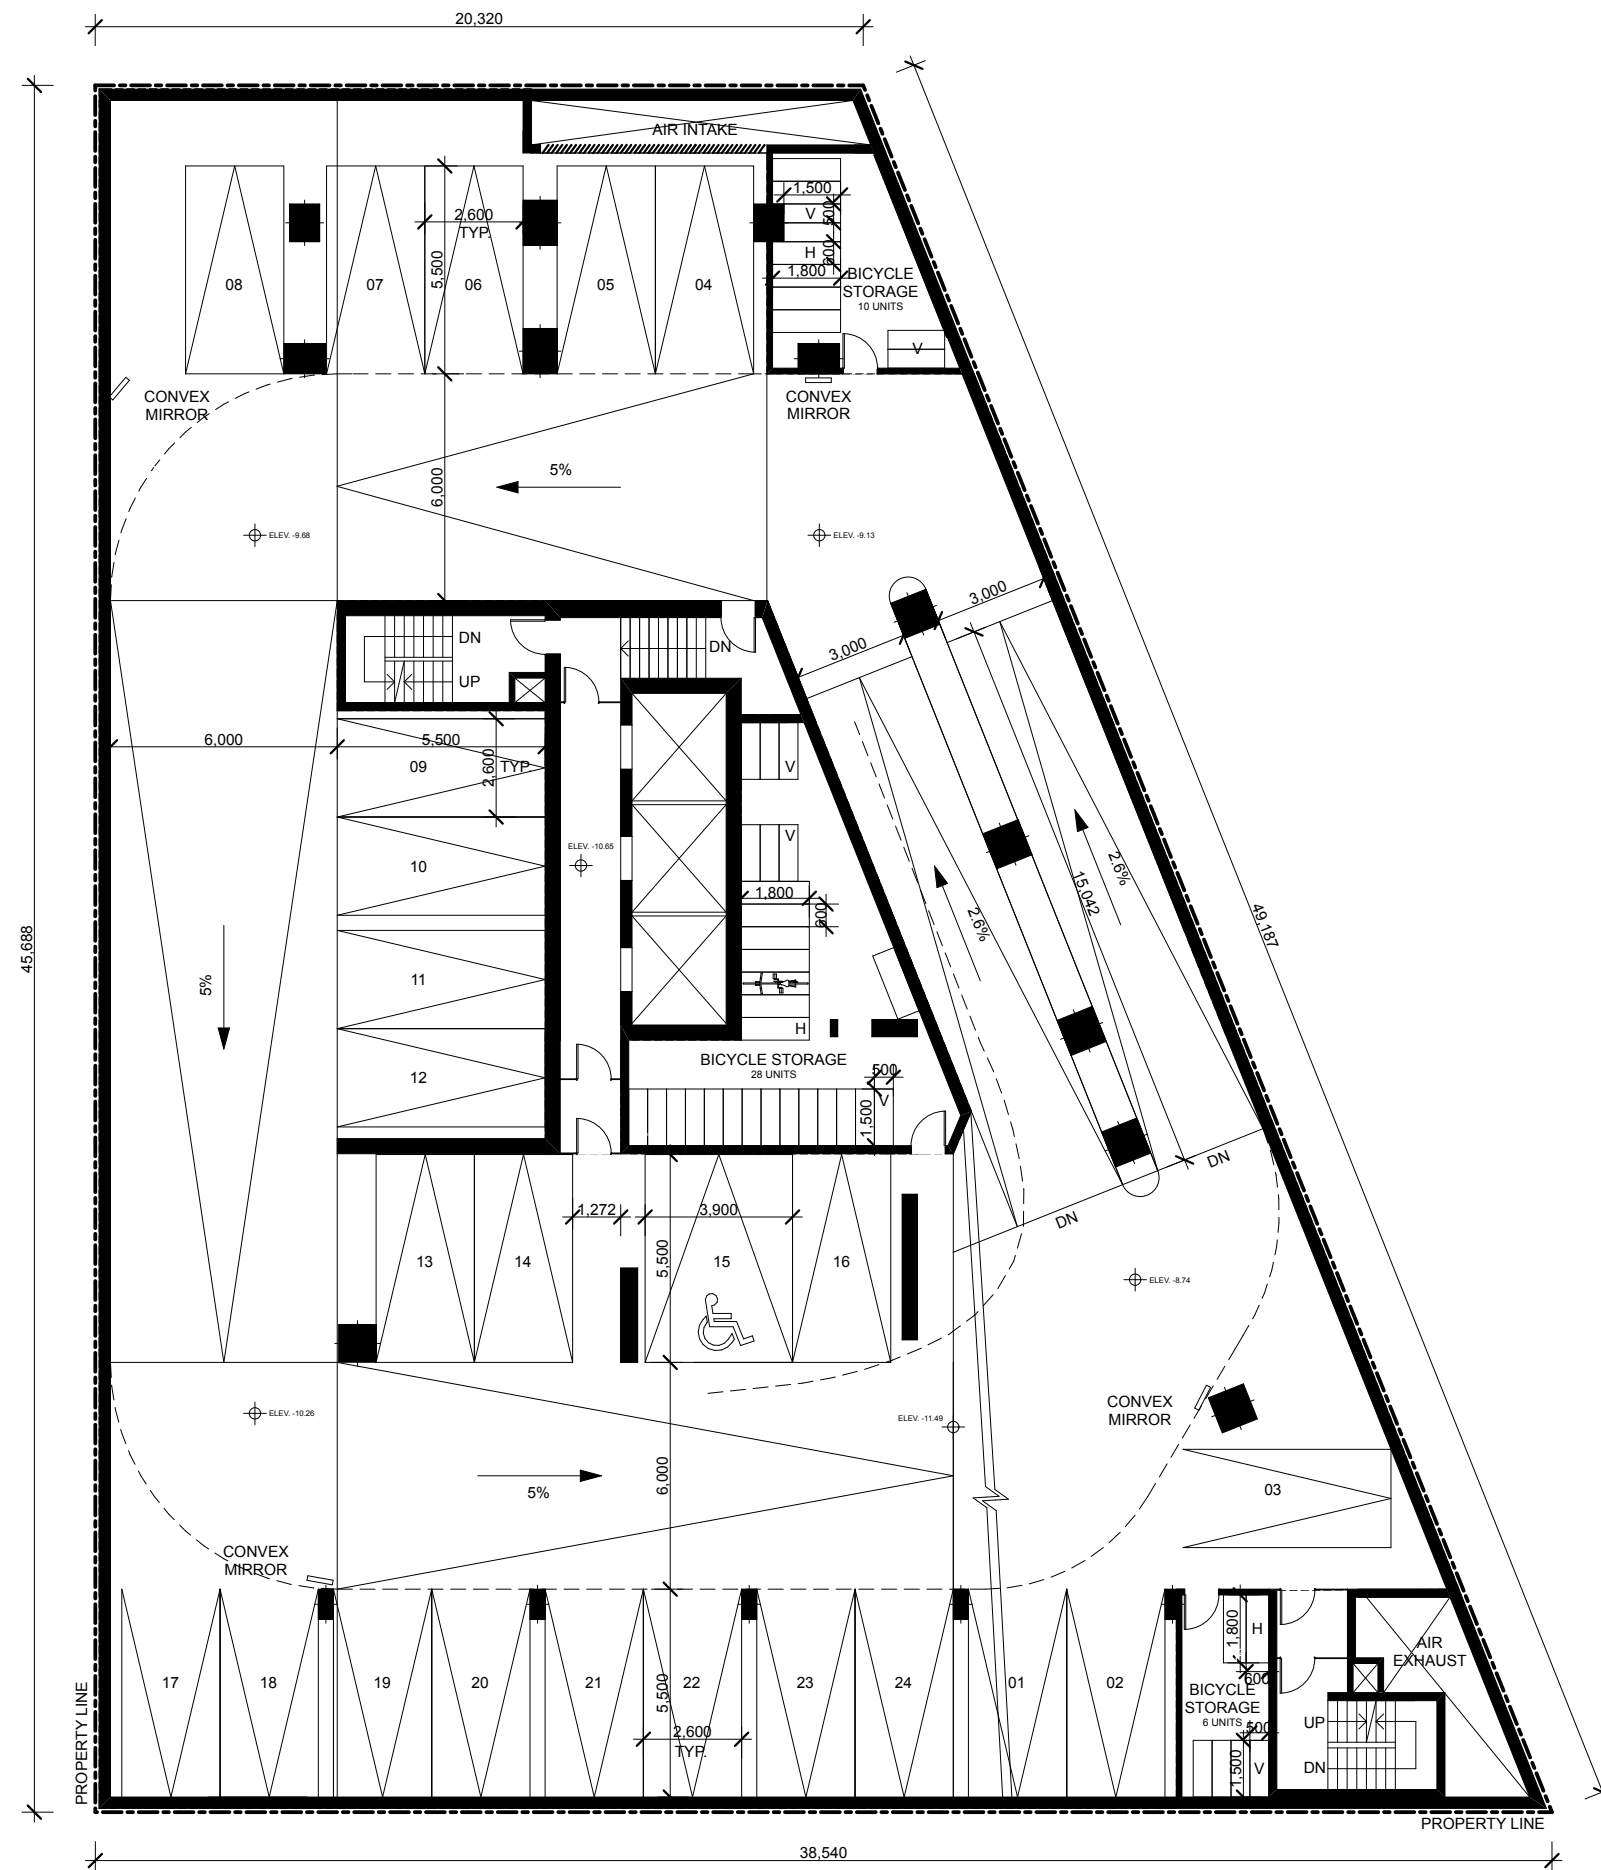 20,320
AIR INTAKE
1,500
V
500
H
600
1,800
BICYCLE
STORAGE
10 UNITS
V
2,600
TYP.
5,500
08
07
06
05
04
CONVEX
MIRROR
CONVEX
MIRROR
5%
6,000
ELEV. -9.68
ELEV. -9.13
3,000
3,000
DN
UP
DN
6,000
5,500
09
2,600
TYP
V
10
ELEV. -10.65
V
1,800
600
2.6%
2.6%
15,042
49,187
45,688
5%
11
H
12
BICYCLE STORAGE
28 UNITS
500
V
1,500
DN
DN
1,272
3,900
5,500
13
14
15
16
ELEV. -8.74
ELEV. -10.26
ELEV. -11.49
CONVEX
MIRROR
5%
6,000
03
CONVEX
MIRROR
1,800
H
600
AIR
EXHAUST
17
18
19
20
21
22
23
24
01
02
5,500
2,600
TYP.
BICYCLE
STORAGE
6 UNITS
500
1,500
V
UP
DN
PROPERTY LINE
PROPERTY LINE
38,540